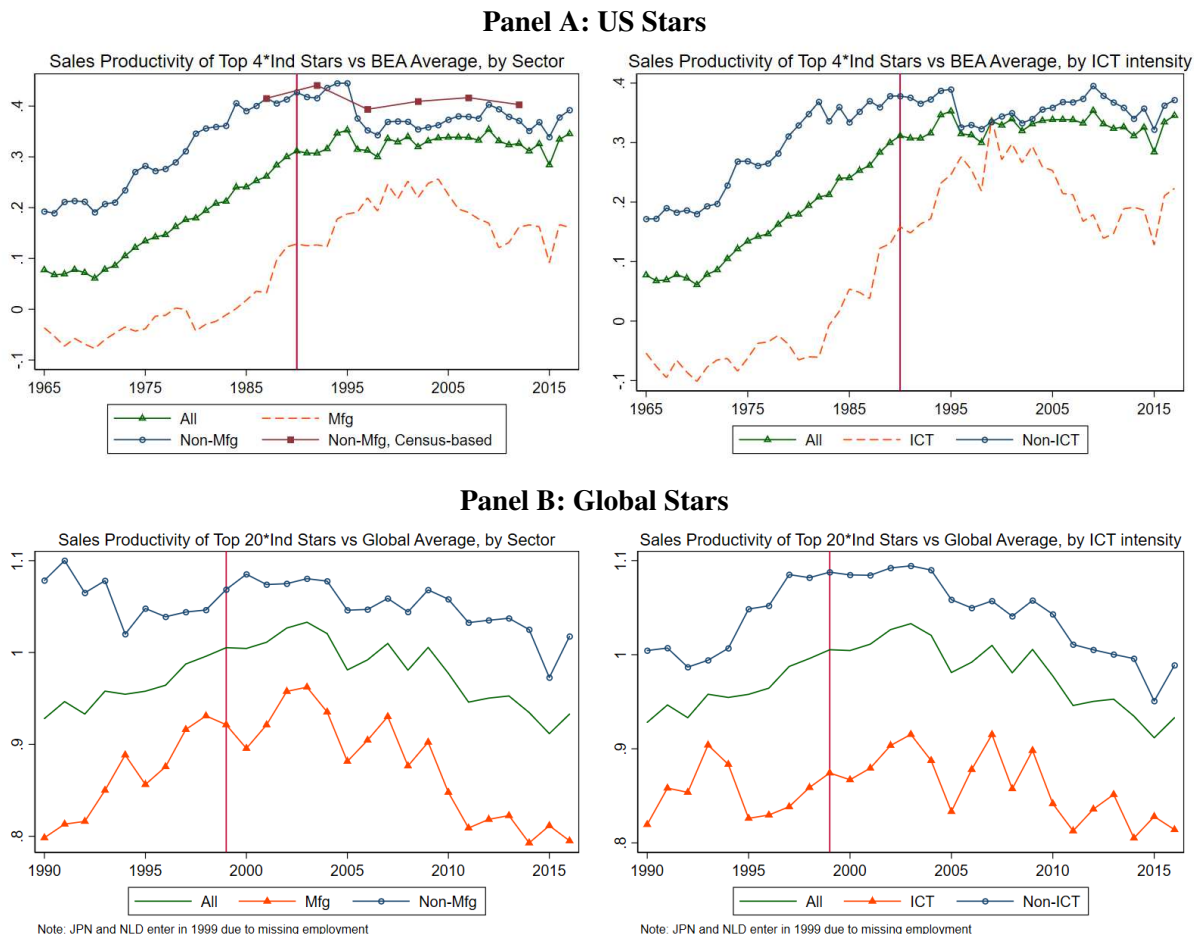 Panel A: US Stars
Sales Productivity of Top 4*Ind Stars vs BEA Average, by Sector
.4
.3
.2
.1
0
-.1
1965 1975 1985 1995 2005 2015
All Mfg
Non-Mfg Non-Mfg, Census-based
Sales Productivity of Top 4*Ind Stars vs BEA Average, by ICT intensity
.4
.3
.2
.1
0
-.1
1965 1975 1985 1995 2005 2015
All ICT Non-ICT
Panel B: Global Stars
Sales Productivity of Top 20*Ind Stars vs Global Average, by Sector
1.1
1
.9
.8
1990 1995 2000 2005 2010 2015
All Mfg Non-Mfg
Note: JPN and NLD enter in 1999 due to missing employment
Sales Productivity of Top 20*Ind Stars vs Global Average, by ICT intensity
1.1
1
.9
.8
1990 1995 2000 2005 2010 2015
All ICT Non-ICT
Note: JPN and NLD enter in 1999 due to missing employment